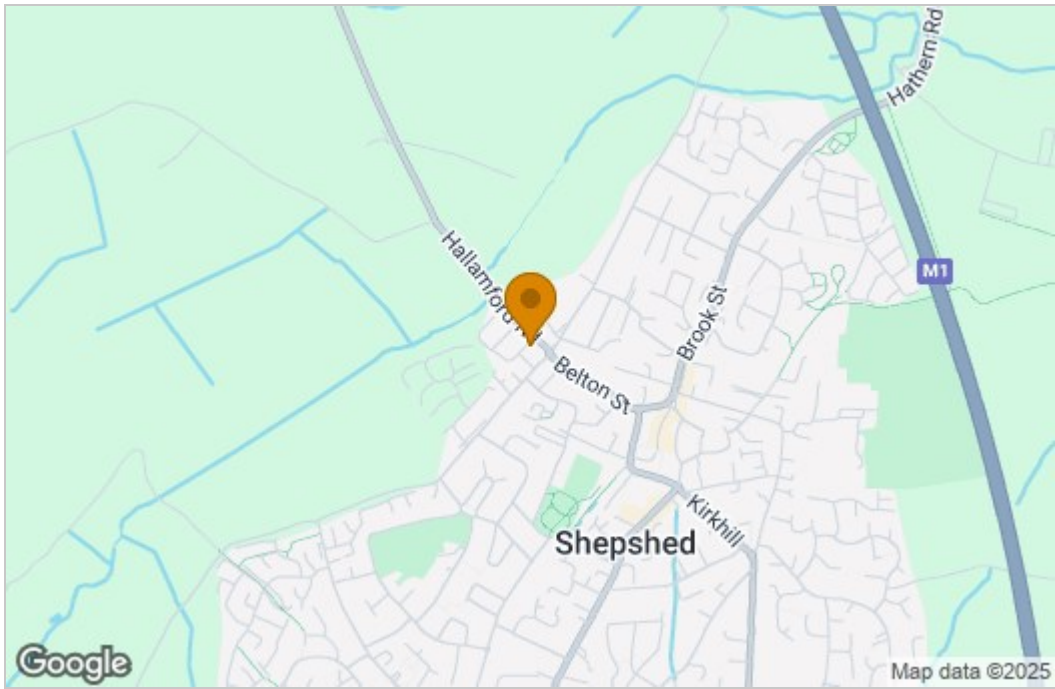 Hathern Rd
M1
Hallamford Rd
Brook St
Belton St
Kirkhill
Shepshed
Google
Map data ©2025